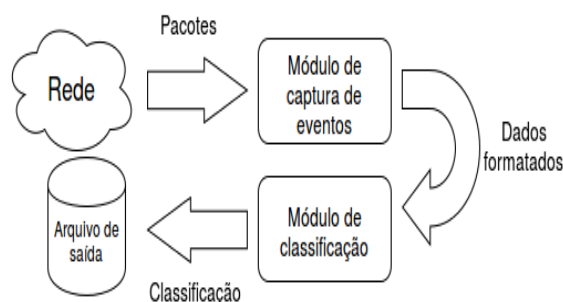 Pacotes
Rede
Módulo de
captura de
eventos
Dados
formatados
Módulo de
classificação
Arquivo de
saída
Classificação